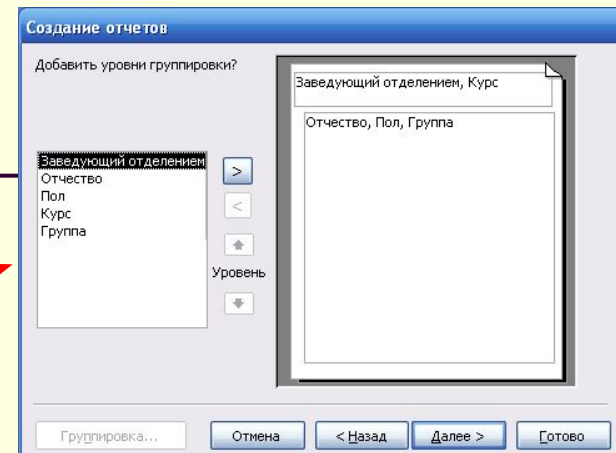 Создание отчетов
Добавить уровни группировки?
Заведующий отделением
Отчество
Пол
Курс
Группа
>
<
Уровень
Заведующий отделением, Курс
Отчество, Пол, Группа
Группировка...
Отмена
< Назад
Далее >
Готово